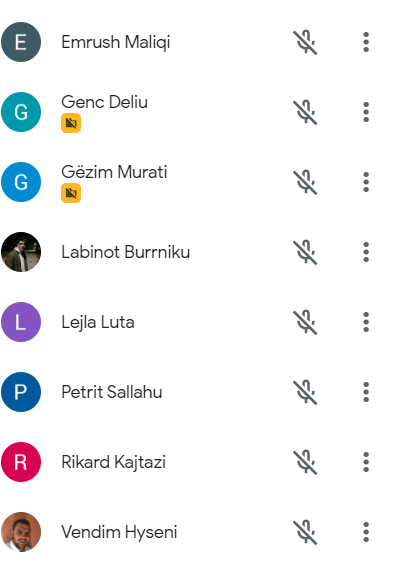 E Emrush Maliqi
G Genc Deliu
G Gëzim Murati
Labinot Burrniku
L Lejla Luta
P Petrit Sallahu
R Rikard Kajtazi
Vendim Hyseni